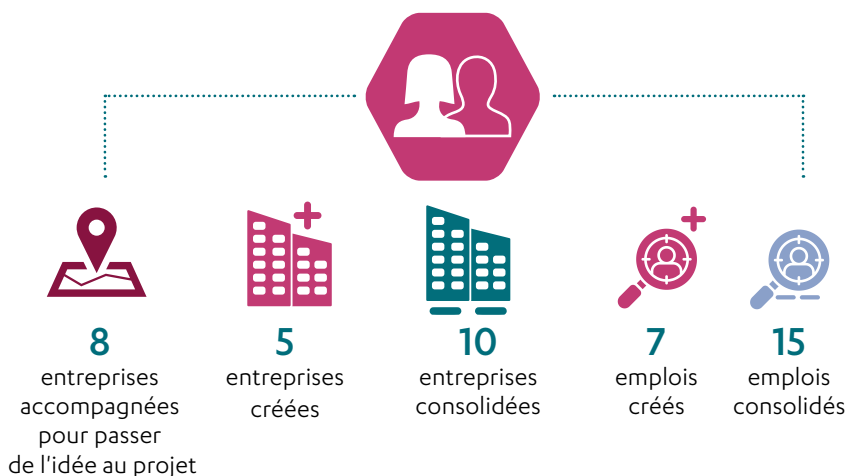 8
entreprises
accompagnées
pour passer
de l'idée au projet
5
entreprises
créées
10
entreprises
consolidées
7
emplois
créés
15
emplois
consolidés